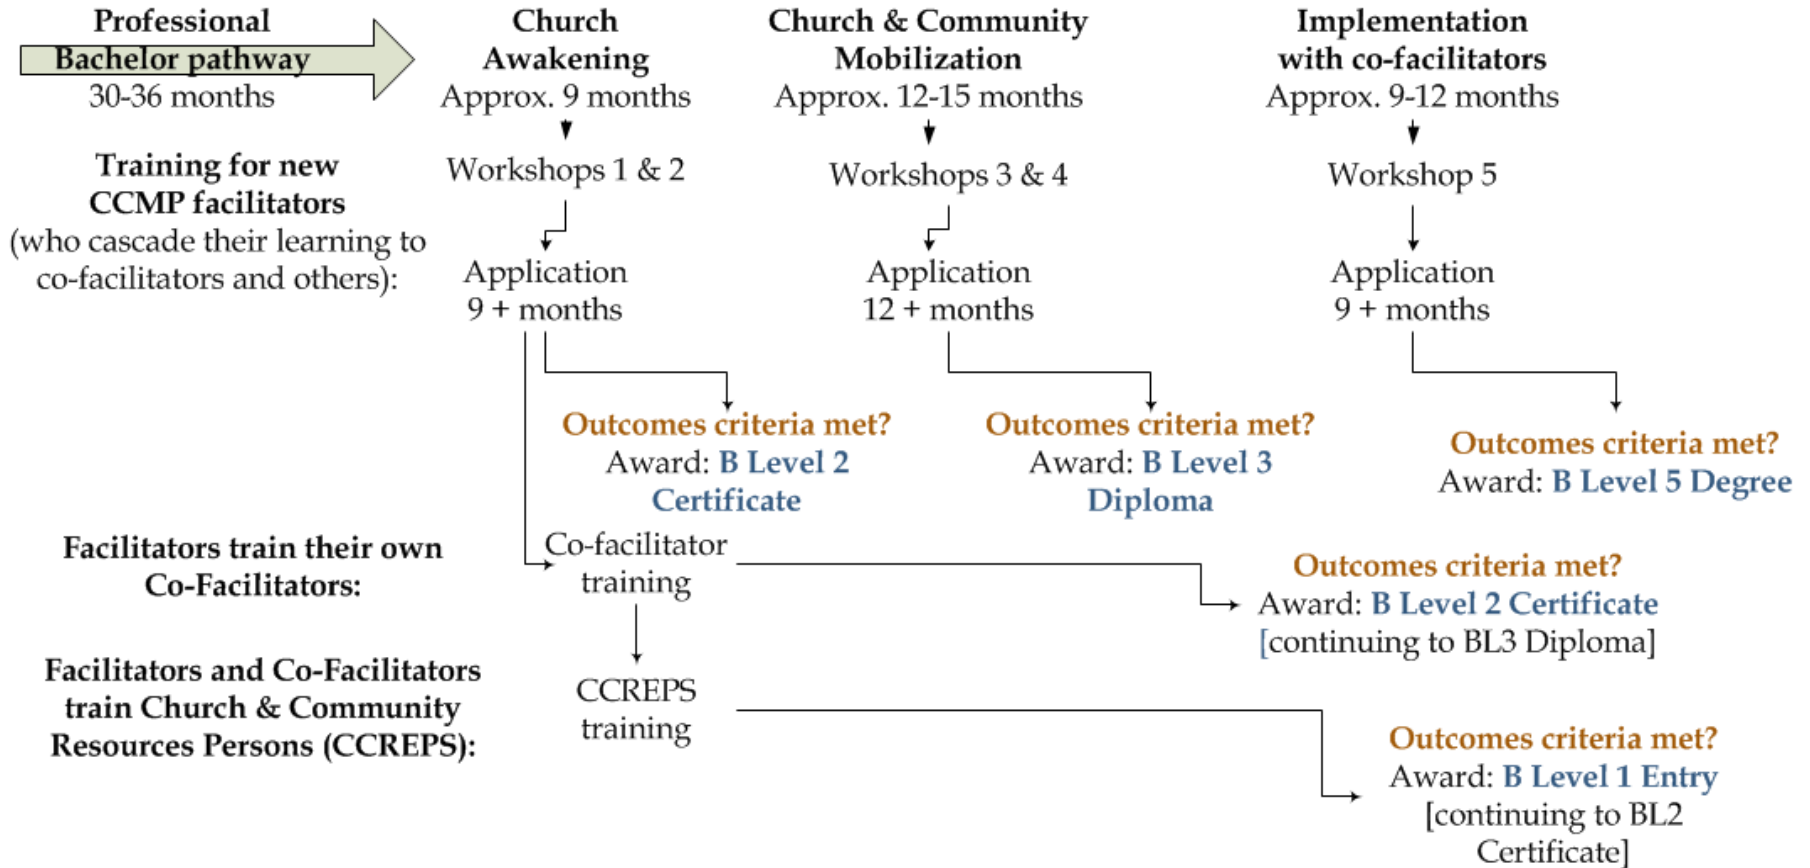 Professional
Bachelor pathway
30-36 months
Church
Awakening
Approx. 9 months
Church & Community
Mobilization
Approx. 12-15 months
Implementation
with co-facilitators
Approx. 9-12 months
Training for new
CCMP facilitators
(who cascade their learning to
co-facilitators and others):
Workshops 1 & 2
Workshops 3 & 4
Workshop 5
Application
9 + months
Application
12 + months
Application
9 + months
Outcomes criteria met?
Award: B Level 2
Certificate
Outcomes criteria met?
Award: B Level 3
Diploma
Outcomes criteria met?
Award: B Level 5 Degree
Facilitators train their own
Co-Facilitators:
Co-facilitator
training
Outcomes criteria met?
Award: B Level 2 Certificate
[continuing to BL3 Diploma]
Facilitators and Co-Facilitators
train Church & Community
Resources Persons (CCREPS):
CCREPS
training
Outcomes criteria met?
Award: B Level 1 Entry
[continuing to BL2
Certificate]